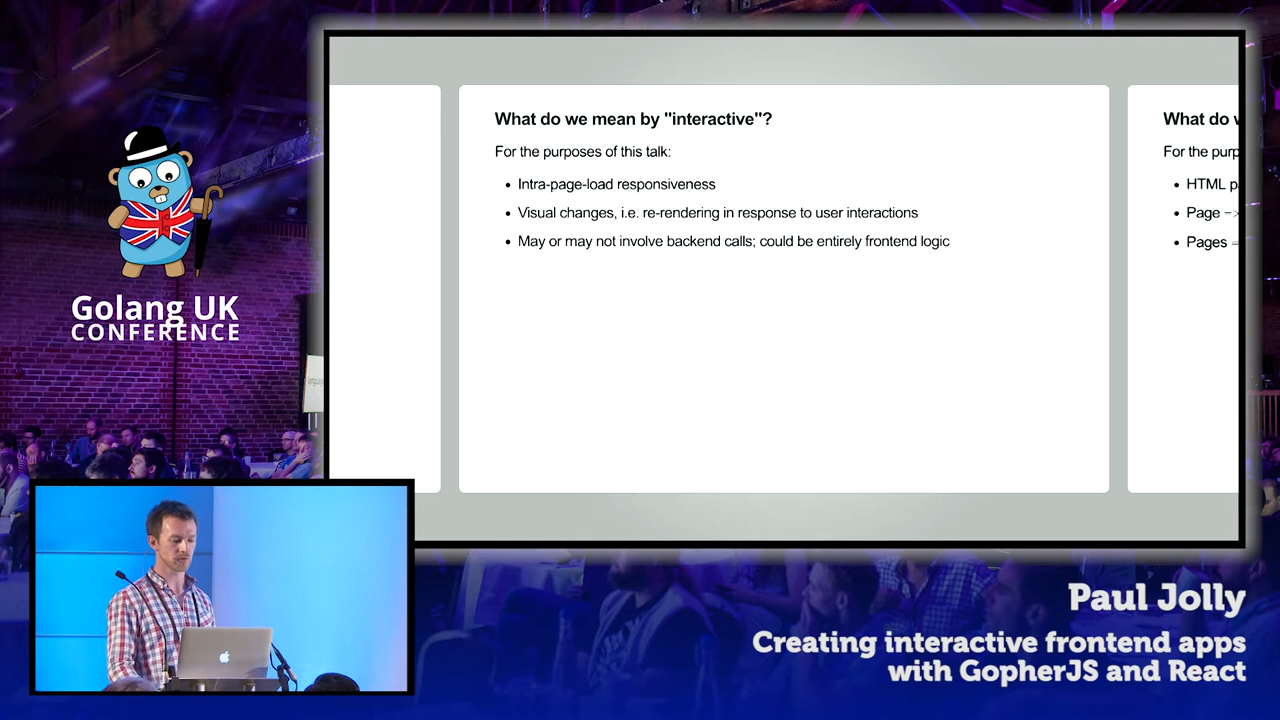 What do we mean by "interactive"?
For the purposes of this talk:
• Intra-page-load responsiveness
• Visual changes, i.e. re-rendering in response to user interactions
• May or may not involve backend calls; could be entirely frontend logic
What do
For the
• HTML
• Page =>
• Pages =
Golang UK
CONFERENCE
Paul Jolly
Creating interactive frontend apps
with GopherJS and React